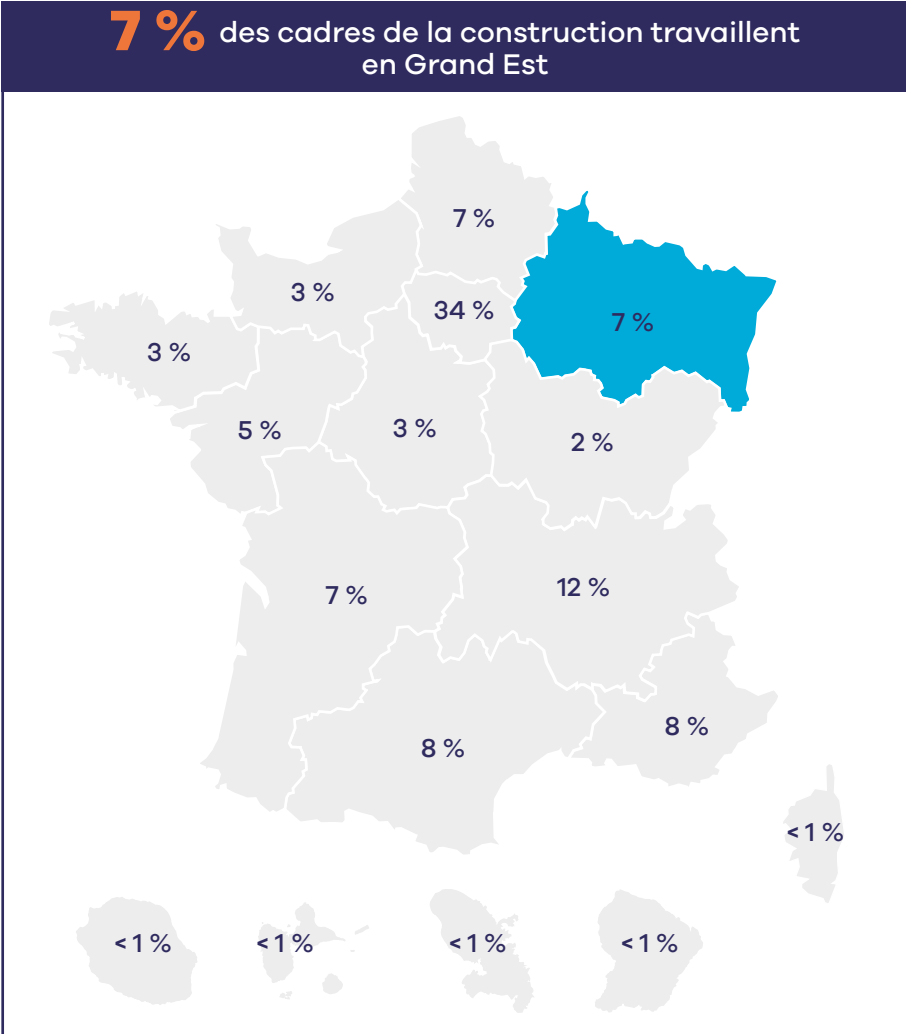 7 % des cadres de la construction travaillent
en Grand Est
7 %
3 %
34 %
7 %
3 %
5 %
3 %
2 %
7 %
12 %
8 %
8 %
< 1 %
< 1 %
< 1 %
< 1 %
< 1 %